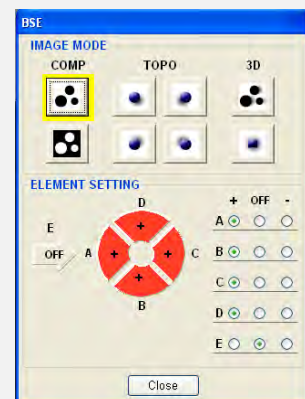 BSE
IMAGE MODE
COMP TOPO 3D
ELEMENT SETTING
+ OFF -
D
A
E
+
B
OFF A + + C
C
+
D
B
E
Close